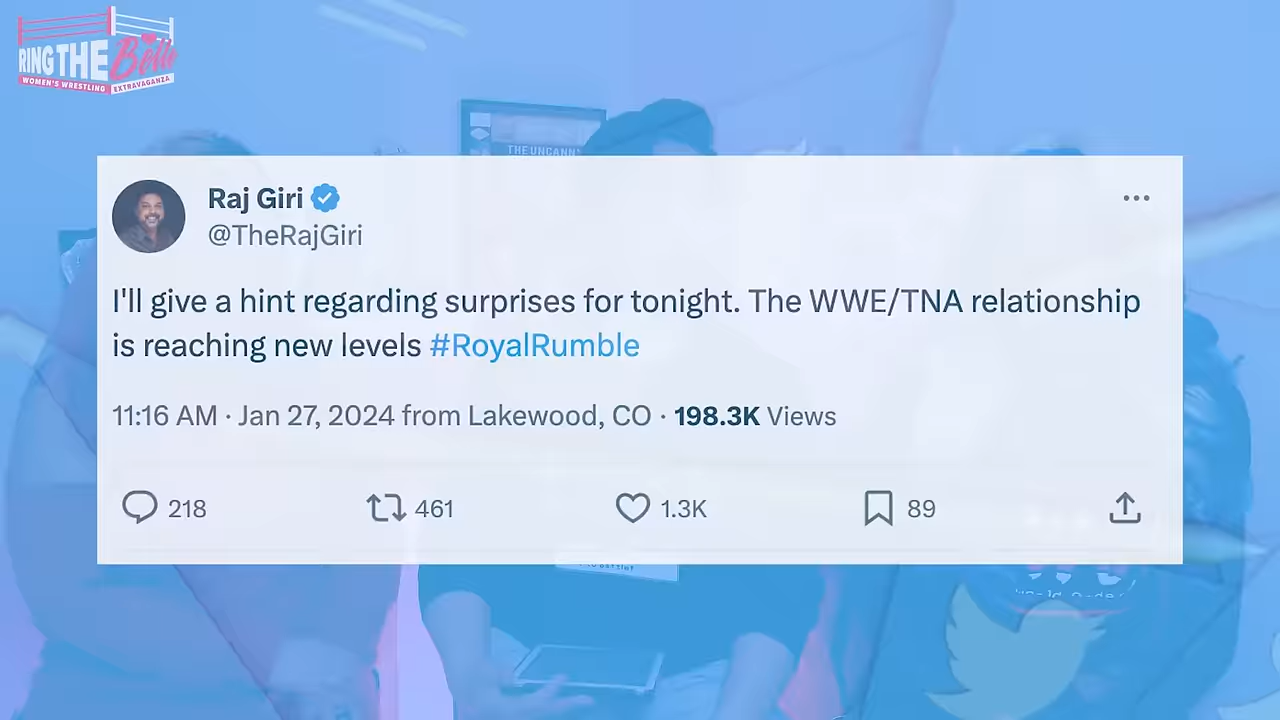 RING THE Belle
WOMEN'S WRESTLING EXTRAVAGANZA
THE UNCANN
Raj Giri
@TheRajGiri
I'll give a hint regarding surprises for tonight. The WWE/TNA relationship
is reaching new levels #RoyalRumble
11:16 AM · Jan 27, 2024 from Lakewood, CO · 198.3K Views
218 461 1.3K 89